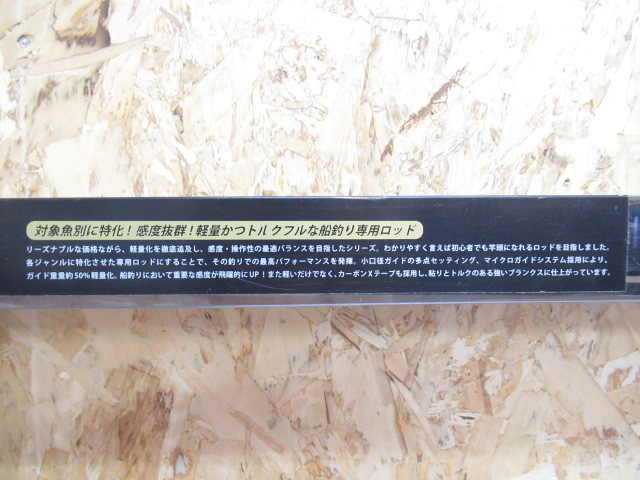 対象魚別に特化！感度抜群！軽量かつトルクフルな船釣り専用ロッド
リーズナブルな価格ながら、軽量化を徹底追及し、感度・操作性の最適バランスを目指したシリーズ。わかりやすく言えば初心者でも竿頭になれるロッドを目指しました。
各ジャンルに特化させた専用ロッドにすることで、その釣りでの最高パフォーマンスを発揮。小口径ガイドの多点セッティング、マイクロガイドシステム採用により、
ガイド重量約50%軽量化。船釣りにおいて重要な感度が飛躍的にUP！また軽いだけでなく、カーボンXテープも採用し、粘りとトルクのある強いブランクスに仕上がっています。